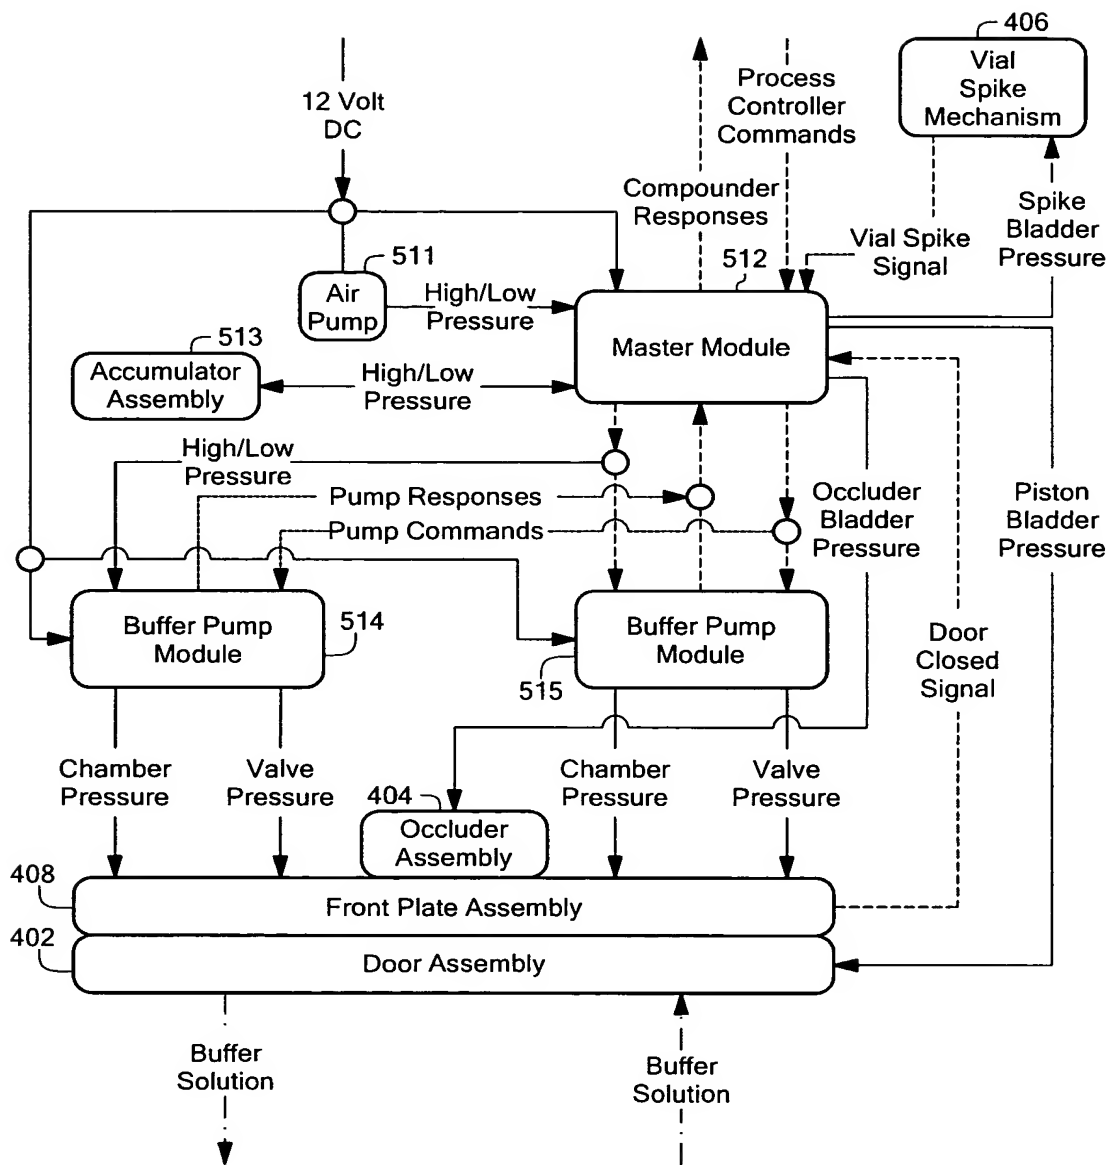 406
Vial
Spike
Mechanism
12 Volt
DC
Process
Controller
Commands
Compounder
Responses
Spike
Bladder
Pressure
Vial Spike
Signal
511
Air
Pump
High/Low
Pressure
512
Master Module
513
Accumulator
Assembly
High/Low
Pressure
High/Low
Pressure
Pump Responses
Pump Commands
Occluder
Bladder
Pressure
Piston
Bladder
Pressure
Buffer Pump
Module
514
Buffer Pump
Module
515
Door
Closed
Signal
Chamber
Pressure
Valve
Pressure
Chamber
Pressure
Valve
Pressure
404
Occluder
Assembly
408
Front Plate Assembly
402
Door Assembly
Buffer
Solution
Buffer
Solution